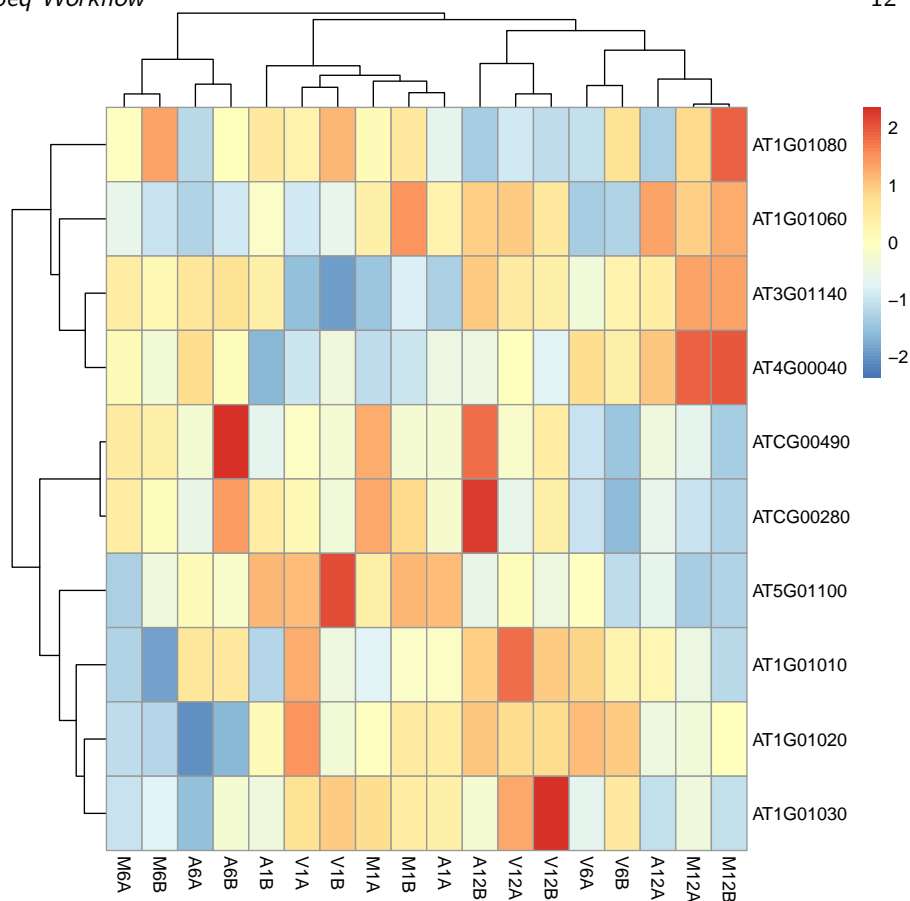 Workflow 12
2
AT1G01080
1
AT1G01060
0
AT3G01140
−1
−2
AT4G00040
ATCG00490
ATCG00280
AT5G01100
AT1G01010
AT1G01020
AT1G01030
M6A M6B A6A A6B A1B V1A V1B M1A M1B A1A A12B V12A V12B V6A V6B A12A M12A M12B